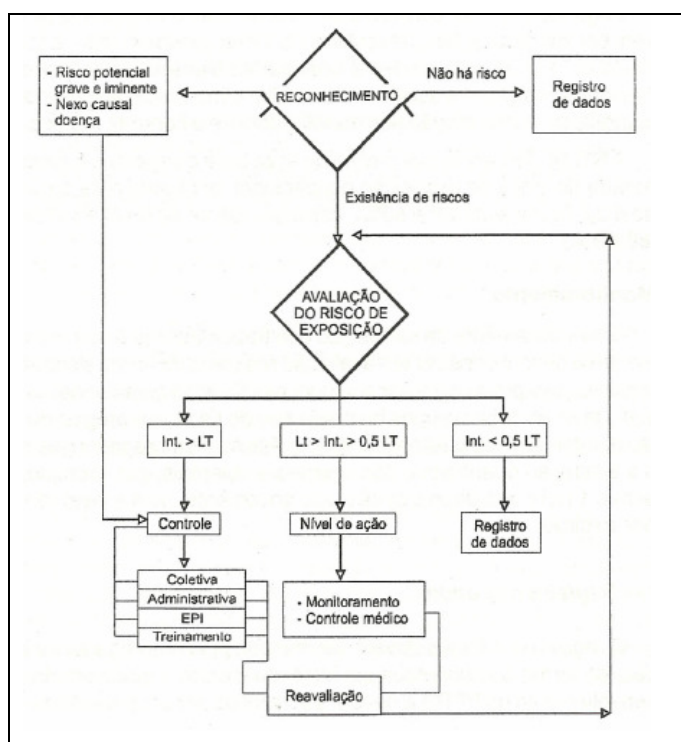 - Risco potencial
grave e iminente
- Nexo causal
doença
RECONHECIMENTO
Não há risco
Registro
de dados
Existência de riscos
AVALIAÇÃO
DO RISCO DE
EXPOSIÇÃO
Int. > LT
Lt > Int. > 0,5 LT
Int. < 0,5 LT
Controle
Nível de ação
Registro
de dados
Coletiva
Administrativa
EPI
Treinamento
- Monitoramento
- Controle médico
Reavaliação